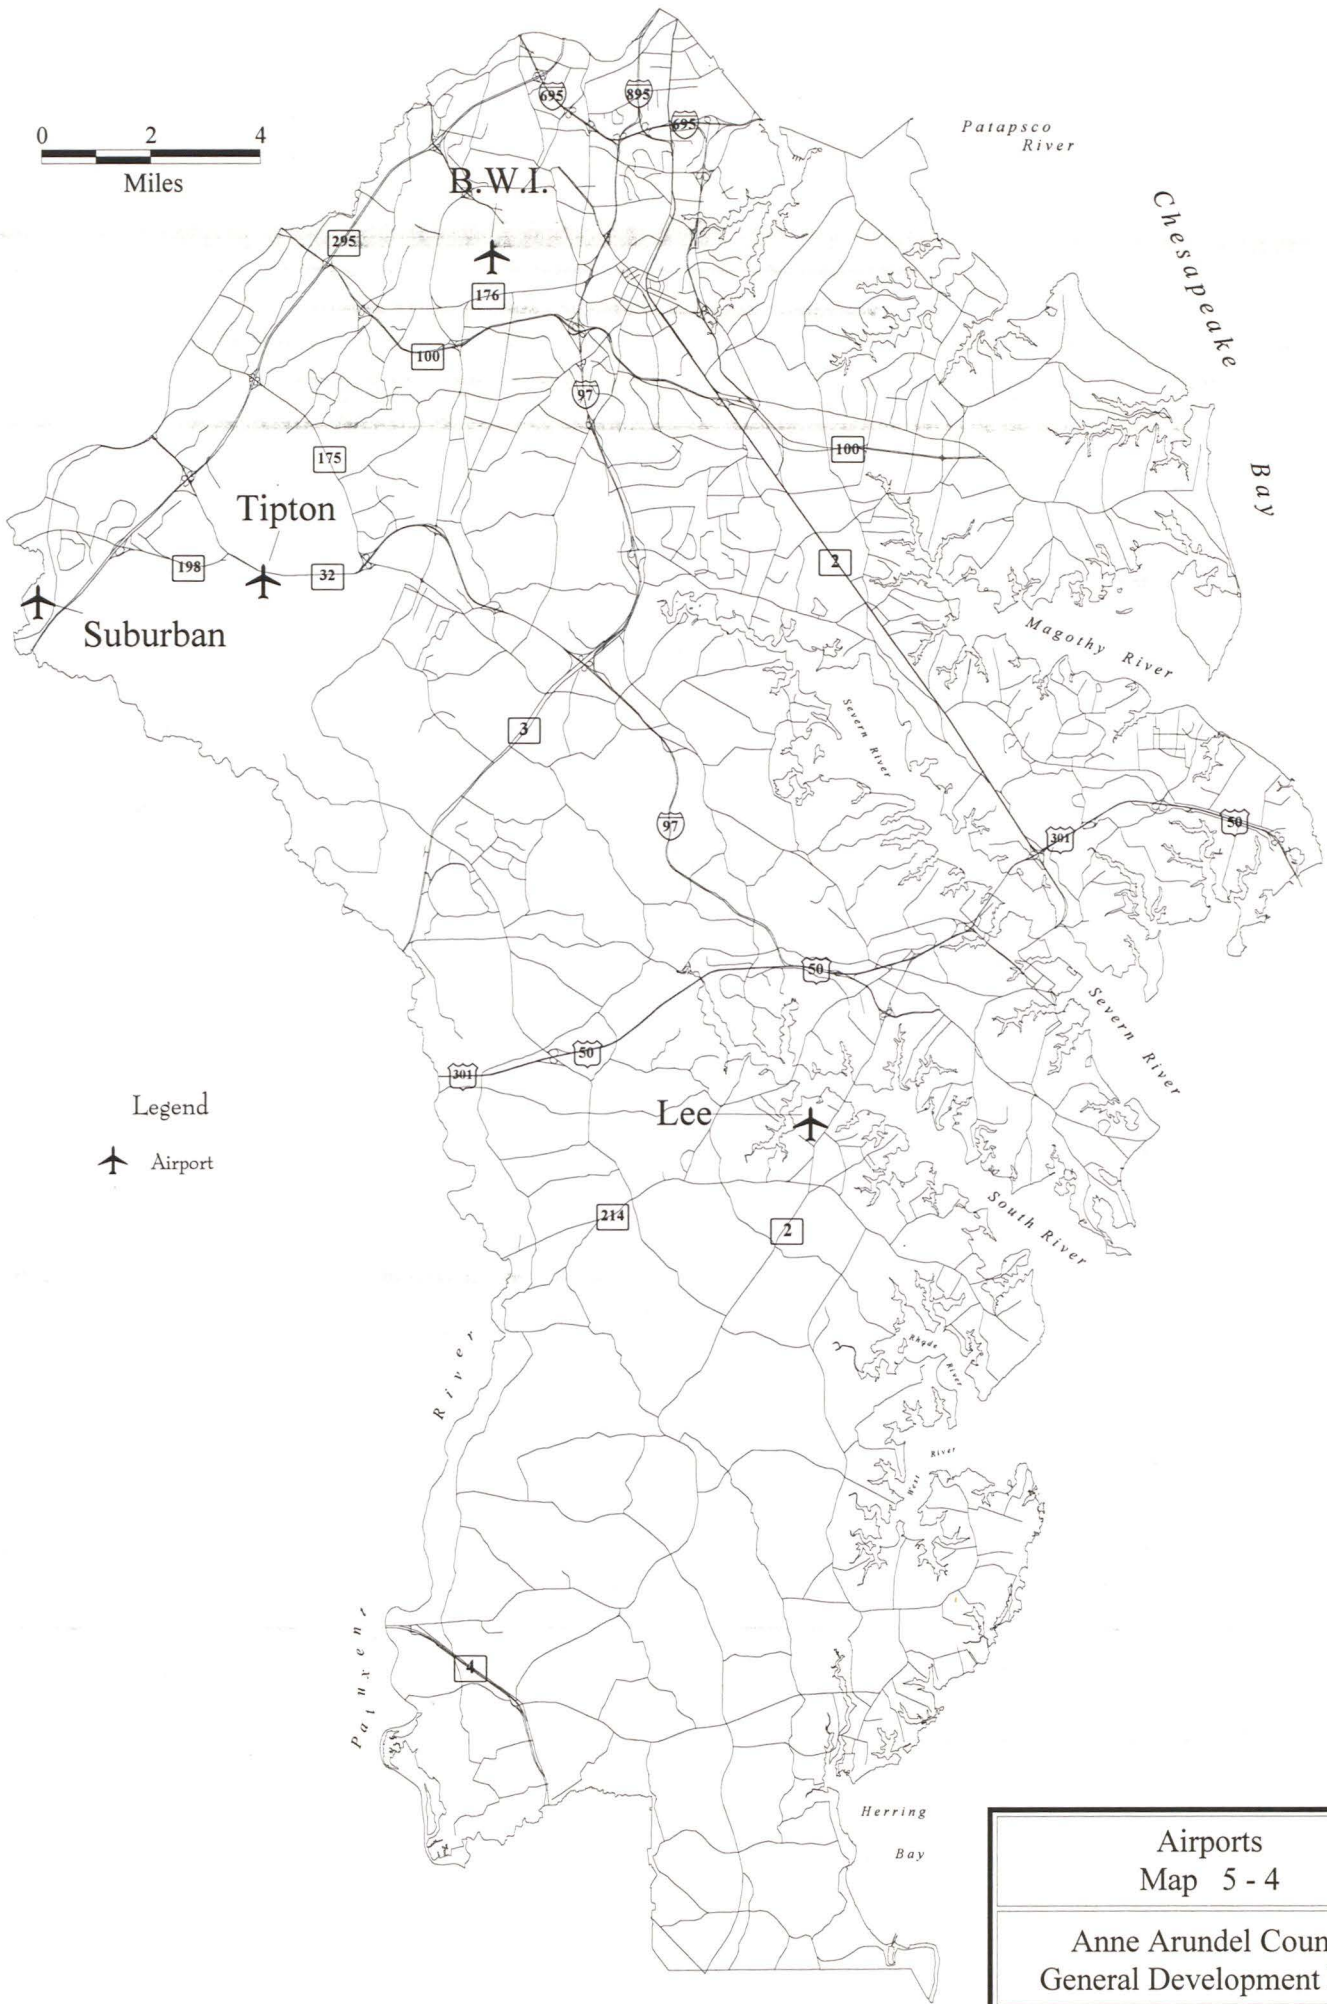 695
895
695
0 2 4
Miles
Patapsco
River
B.W.I.
Chesapeake
Bay
295
176
100
97
100
175
Tipton
2
198
32
Suburban
Magothy River
Severn River
3
97
301
50
50
Severn River
50
301
Legend
Airport
Lee
South River
214
2
Rhode
River
River
West River
Patuxent
4
Herring
Bay
Airports
Map 5 - 4
Anne Arundel Coun
General Development